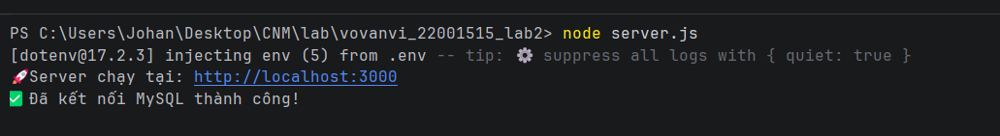 PS C:\Users\Johan\Desktop\CNM\lab\vovanvi_22001515_lab2> node server.js
[dotenv@17.2.3] injecting env (5) from .env -- tip: ⚙️ suppress all logs with { quiet: true }
🚀Server chạy tại: http://localhost:3000
✅ Đã kết nối MySQL thành công!